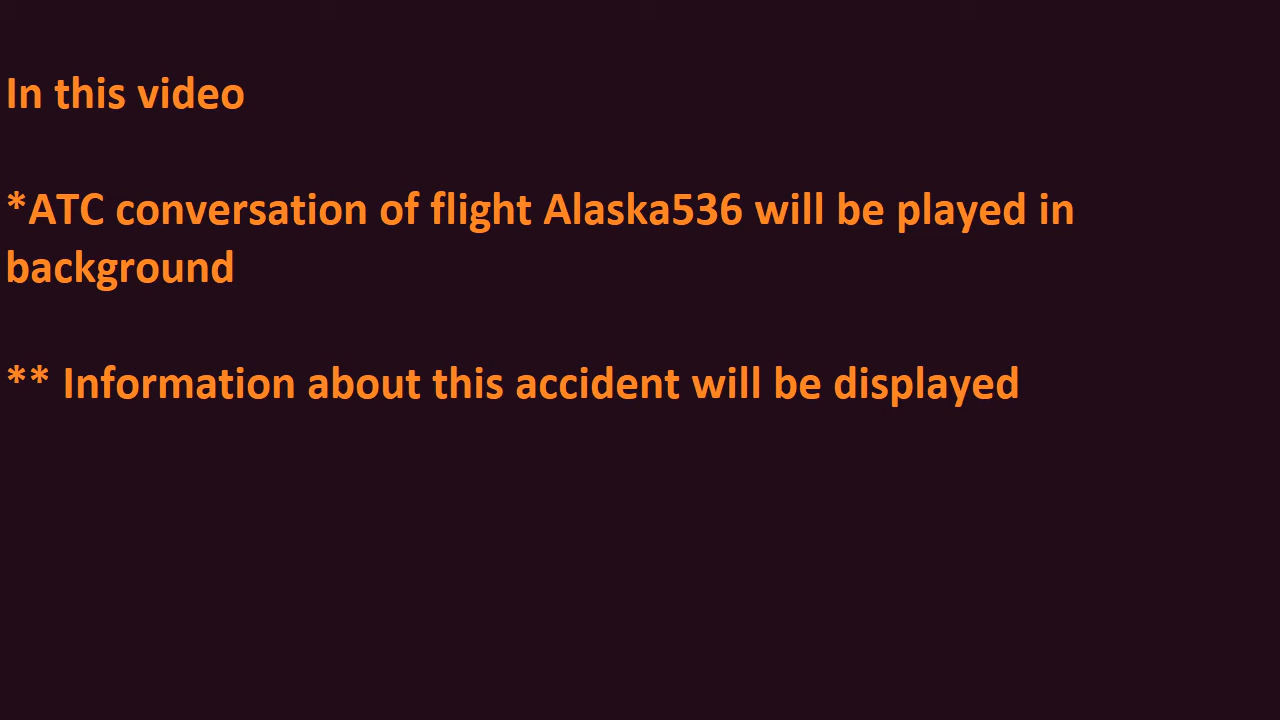 In this video
*ATC conversation of flight Alaska536 will be played in
background
** Information about this accident will be displayed